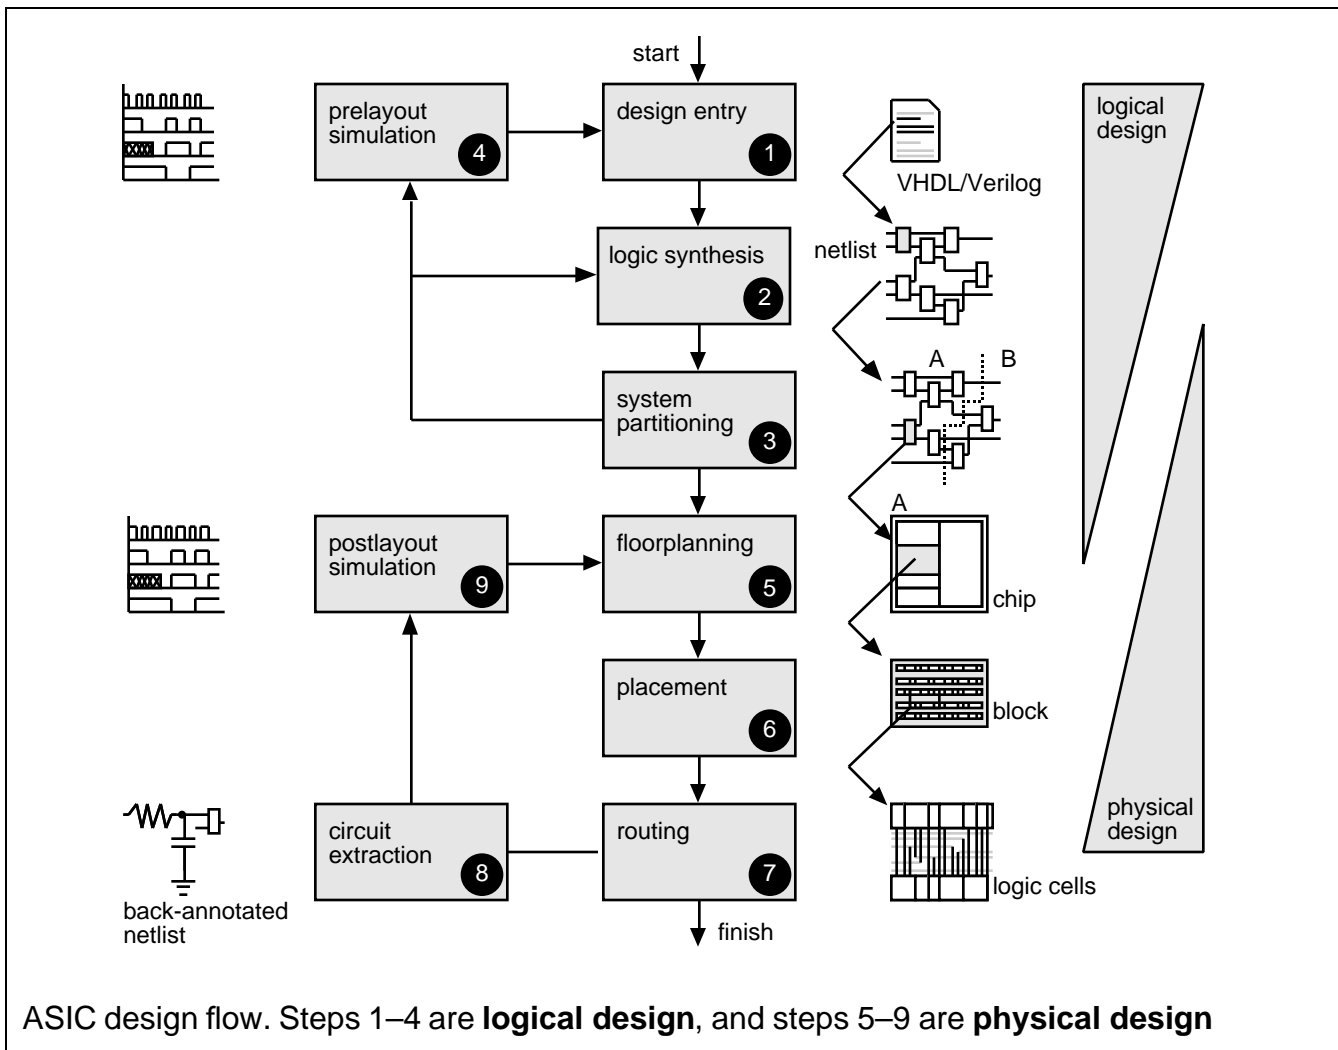 start
prelayout
simulation
4
design entry
1
VHDL/Verilog
logical
design
logic synthesis
2
netlist
system
partitioning
3
A
B
postlayout
simulation
9
floorplanning
5
A
chip
placement
6
block
circuit
extraction
8
routing
7
logic cells
physical
design
back-annotated
netlist
finish
ASIC design flow. Steps 1–4 are logical design, and steps 5–9 are physical design